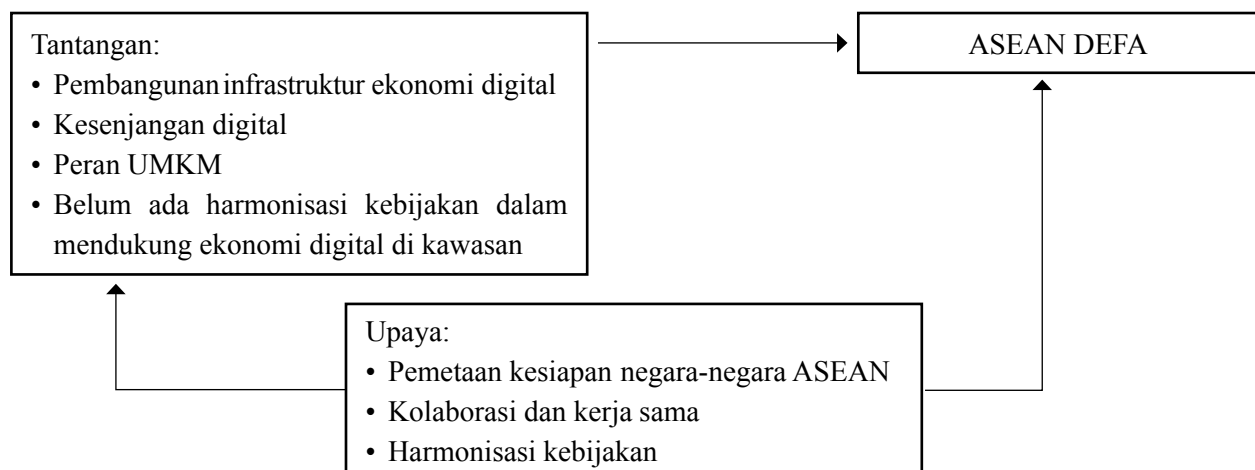 Tantangan:
• Pembangunan infrastruktur ekonomi digital
• Kesenjangan digital
• Peran UMKM
• Belum ada harmonisasi kebijakan dalam
mendukung ekonomi digital di kawasan
ASEAN DEFA
Upaya:
• Pemetaan kesiapan negara-negara ASEAN
• Kolaborasi dan kerja sama
• Harmonisasi kebijakan